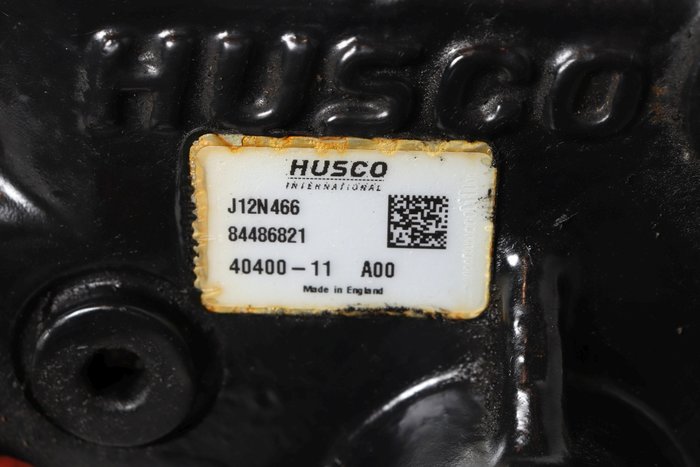 HUSCO
HUSCO
INTERNATIONAL
J12N466
84486821
40400-11 A00
Made in England